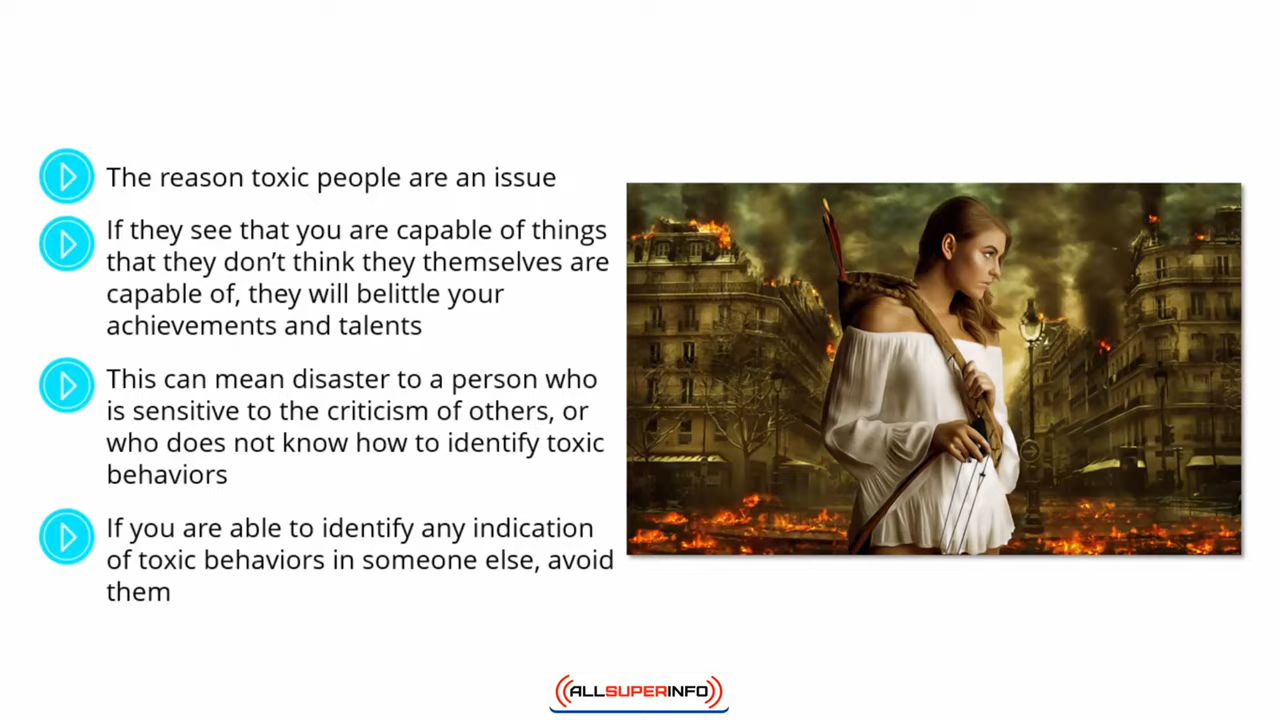 The reason toxic people are an issue
If they see that you are capable of things
that they don’t think they themselves are
capable of, they will belittle your
achievements and talents
This can mean disaster to a person who
is sensitive to the criticism of others, or
who does not know how to identify toxic
behaviors
If you are able to identify any indication
of toxic behaviors in someone else, avoid
them
ALLSUPERINFO